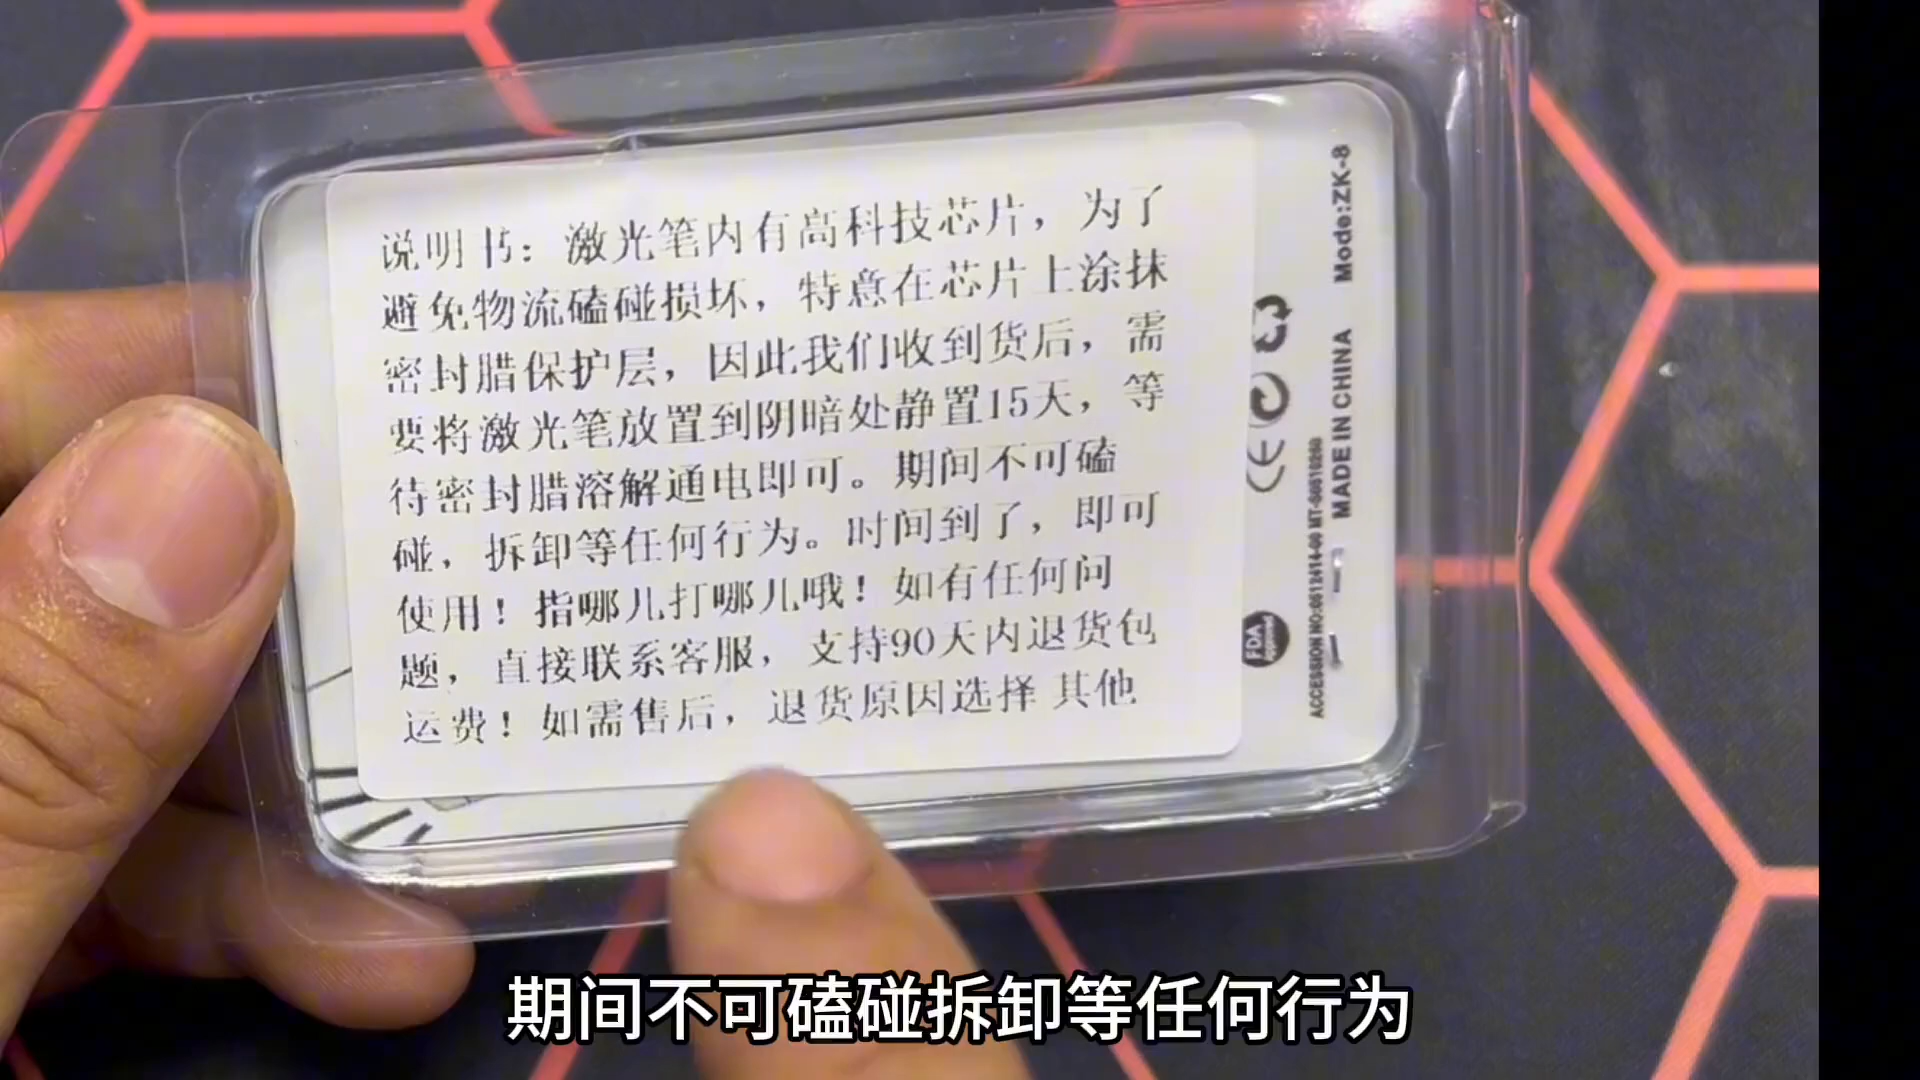 说明书：激光笔内有高科技芯片，为了
避免物流磕碰损坏，特意在芯片上涂抹
密封腊保护层，因此我们收到货后，需
要将激光笔放置到阴暗处静置15天，等
待密封腊溶解通电即可。期间不可磕
碰，拆卸等任何行为。时间到了，即可
使用！指哪儿打哪儿哦！如有任何问
题，直接联系客服，支持90天内退货包
运费！如需售后，退货原因选择 其他
Mode:ZK-8
MADE IN CHINA
CE
FDA
期间不可磕碰拆卸等任何行为